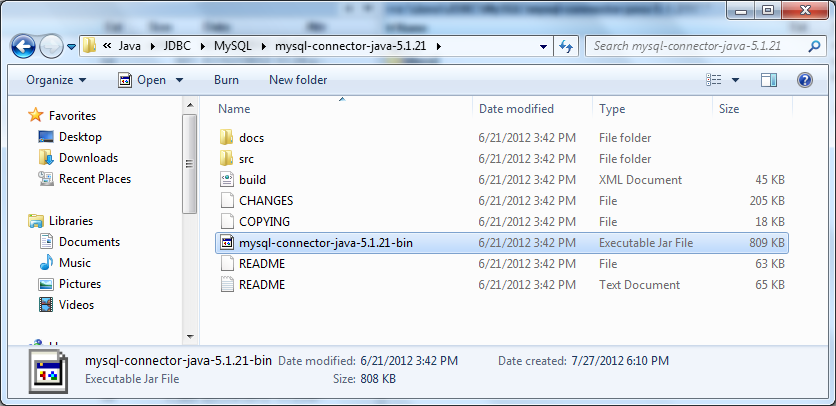 « Java ▸ JDBC ▸ MySQL ▸ mysql-connector-java-5.1.21 ▸
Search mysql-connector-java-5.1.21
Organize Open Burn New folder
Name Date modified Type Size
Favorites
Desktop
Downloads
Recent Places
Libraries
Documents
Music
Pictures
Videos
docs 6/21/2012 3:42 PM File folder
src 6/21/2012 3:42 PM File folder
build 6/21/2012 3:42 PM XML Document 45 KB
CHANGES 6/21/2012 3:42 PM File 205 KB
COPYING 6/21/2012 3:42 PM File 18 KB
mysql-connector-java-5.1.21-bin 6/21/2012 3:42 PM Executable Jar File 809 KB
README 6/21/2012 3:42 PM File 63 KB
README 6/21/2012 3:42 PM Text Document 65 KB
mysql-connector-java-5.1.21-bin Date modified: 6/21/2012 3:42 PM Date created: 7/27/2012 6:10 PM
Executable Jar File Size: 808 KB